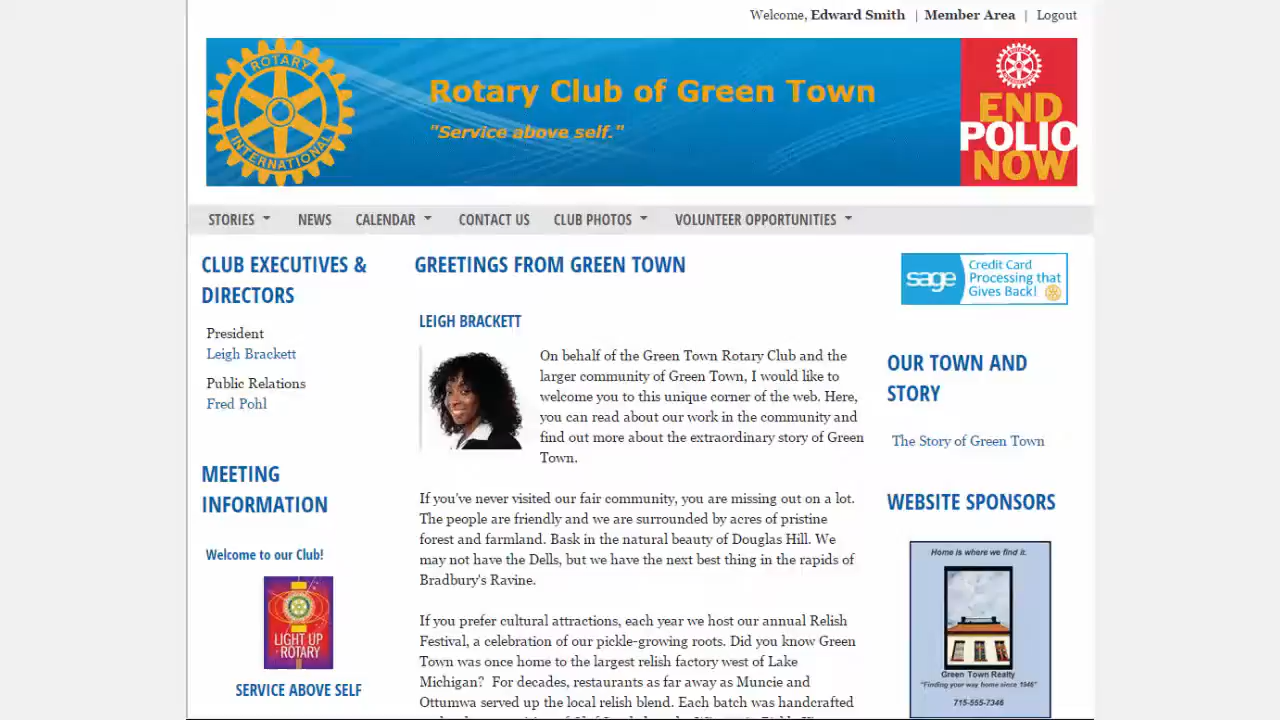 Welcome, Edward Smith | Member Area | Logout
ROTARY
INTERNATIONAL
Rotary Club of Green Town
"Service above self."
END
POLIO
NOW
STORIES NEWS CALENDAR CONTACT US CLUB PHOTOS VOLUNTEER OPPORTUNITIES
CLUB EXECUTIVES &
DIRECTORS
President
Leigh Brackett
Public Relations
Fred Pohl
MEETING
INFORMATION
Welcome to our Club!
LIGHT UP
ROTARY
SERVICE ABOVE SELF
GREETINGS FROM GREEN TOWN
LEIGH BRACKETT
On behalf of the Green Town Rotary Club and the
larger community of Green Town, I would like to
welcome you to this unique corner of the web. Here,
you can read about our work in the community and
find out more about the extraordinary story of Green
Town.
If you've never visited our fair community, you are missing out on a lot.
The people are friendly and we are surrounded by acres of pristine
forest and farmland. Bask in the natural beauty of Douglas Hill. We
may not have the Dells, but we have the next best thing in the rapids of
Bradbury's Ravine.
If you prefer cultural attractions, each year we host our annual Relish
Festival, a celebration of our pickle-growing roots. Did you know Green
Town was once home to the largest relish factory west of Lake
Michigan? For decades, restaurants as far away as Muncie and
Ottumwa served up the local relish blend. Each batch was handcrafted
sage
Credit Card
Processing that
Gives Back!
OUR TOWN AND
STORY
The Story of Green Town
WEBSITE SPONSORS
Home is where we find it.
Green Town Realty
"Finding your way home since 1946"
715-555-7346